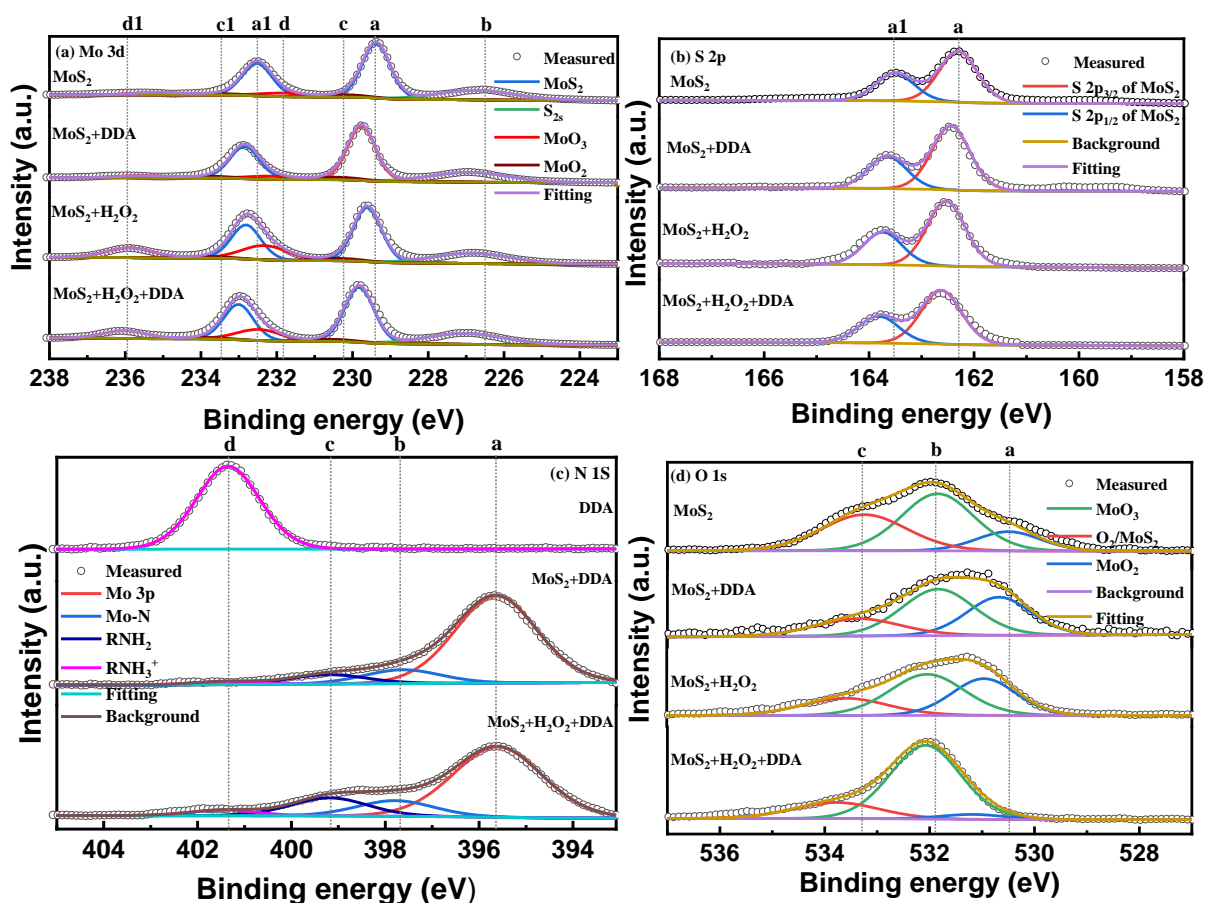 d1 c1 a1 d c a b
(a) Mo 3d
MoS2
MoS2+DDA
MoS2+H2O2
MoS2+H2O2+DDA
Measured
MoS2
S2s
MoO3
MoO2
Fitting
Intensity (a.u.)
238 236 234 232 230 228 226 224
Binding energy (eV)
a1 a
(b) S 2p
MoS2
MoS2+DDA
MoS2+H2O2
MoS2+H2O2+DDA
Measured
S 2p3/2 of MoS2
S 2p1/2 of MoS2
Background
Fitting
Intensity (a.u.)
168 166 164 162 160 158
Binding energy (eV)
d c b a
(c) N 1S
DDA
MoS2+DDA
MoS2+H2O2+DDA
Measured
Mo 3p
Mo-N
RNH2
RNH3+
Fitting
Background
Intensity (a.u.)
404 402 400 398 396 394
Binding energy (eV)
c b a
(d) O 1s
MoS2
MoS2+DDA
MoS2+H2O2
MoS2+H2O2+DDA
Measured
MoO3
O2/MoS2
MoO2
Background
Fitting
Intensity (a.u.)
536 534 532 530 528
Binding energy (eV)